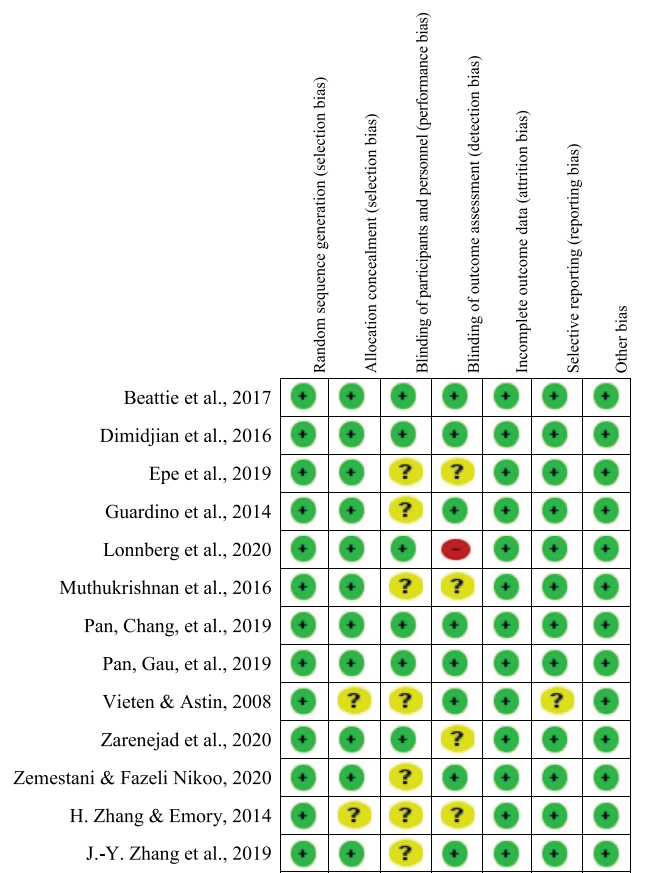 Random sequence generation (selection bias)
Allocation concealment (selection bias)
Blinding of participants and personnel (performance bias)
Blinding of outcome assessment (detection bias)
Incomplete outcome data (attrition bias)
Selective reporting (reporting bias)
Other bias
Beattie et al., 2017 + + + + + + +
Dimidjian et al., 2016 + + + + + + +
Epe et al., 2019 + + ? ? + + +
Guardino et al., 2014 + + ? + + + +
Lonnberg et al., 2020 + + + - + + +
Muthukrishnan et al., 2016 + + ? ? + + +
Pan, Chang, et al., 2019 + + + + + + +
Pan, Gau, et al., 2019 + + + + + + +
Vieten & Astin, 2008 + ? ? + + ? +
Zarenejad et al., 2020 + + + ? + + +
Zemestani & Fazeli Nikoo, 2020 + + ? + + + +
H. Zhang & Emory, 2014 + ? ? ? + + +
J.-Y. Zhang et al., 2019 + + ? + + + +